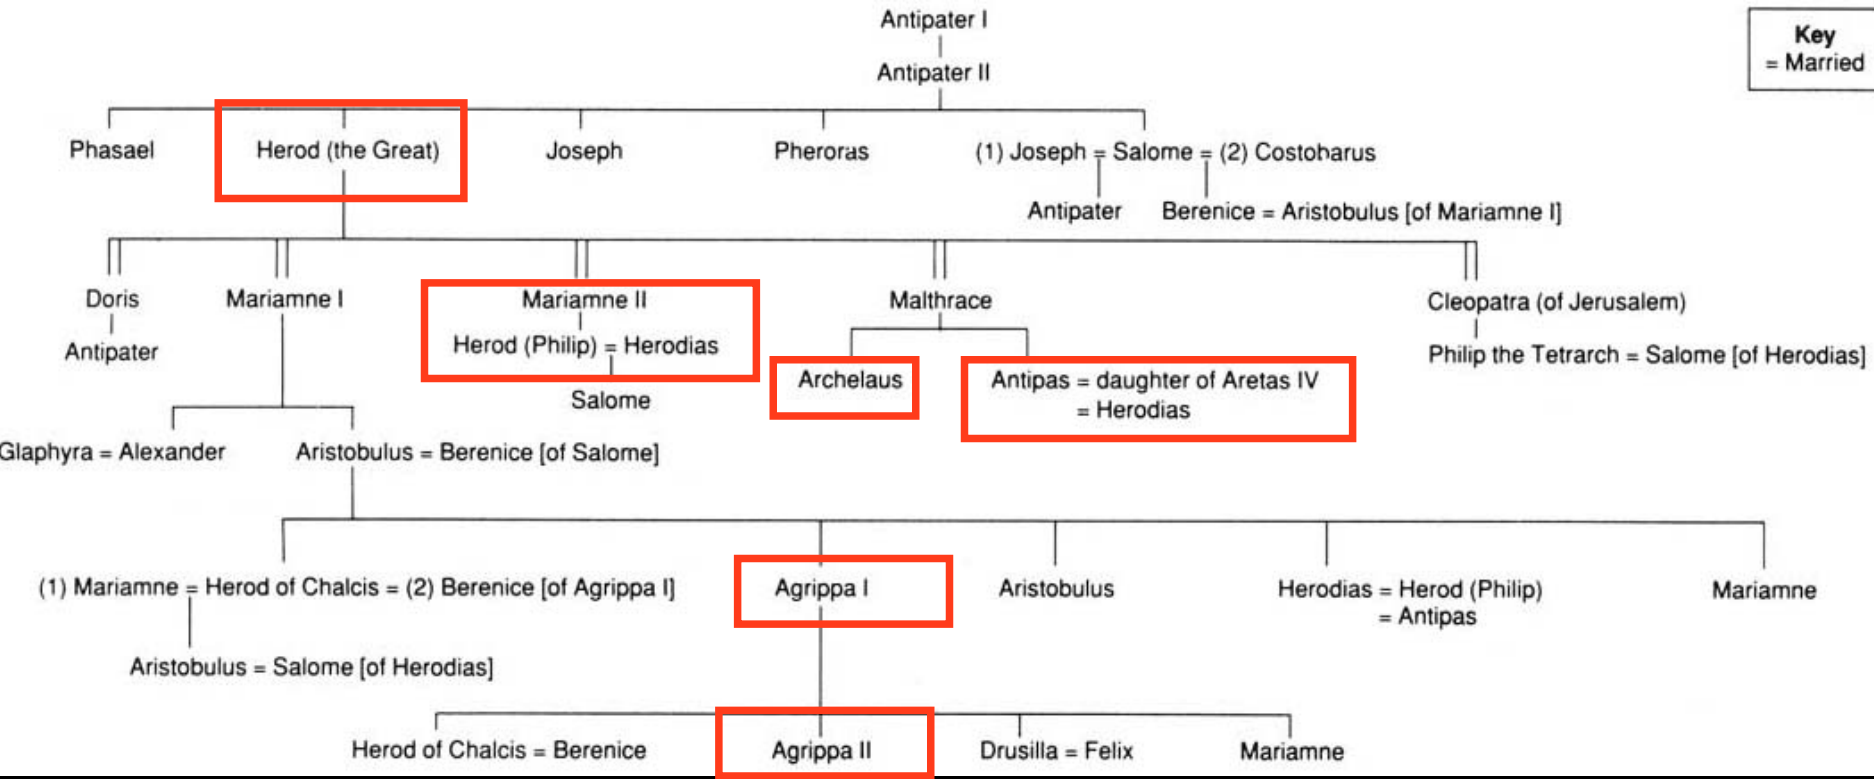 Antipater I
Key
= Married
Antipater II
Phasael
Herod (the Great)
Joseph
Pheroras
(1) Joseph = Salome = (2) Costoharus
Antipater
Berenice = Aristobulus [of Mariamne I]
Doris
Mariamne I
Mariamne II
Malthrace
Cleopatra (of Jerusalem)
Antipater
Herod (Philip) = Herodias
Philip the Tetrarch = Salome [of Herodias]
Salome
Archelaus
Antipas = daughter of Aretas IV
= Herodias
Glaphyra = Alexander
Aristobulus = Berenice [of Salome]
(1) Mariamne = Herod of Chalcis = (2) Berenice [of Agrippa I]
Agrippa I
Aristobulus
Herodias = Herod (Philip)
= Antipas
Mariamne
Aristobulus = Salome [of Herodias]
Herod of Chalcis = Berenice
Agrippa II
Drusilla = Felix
Mariamne